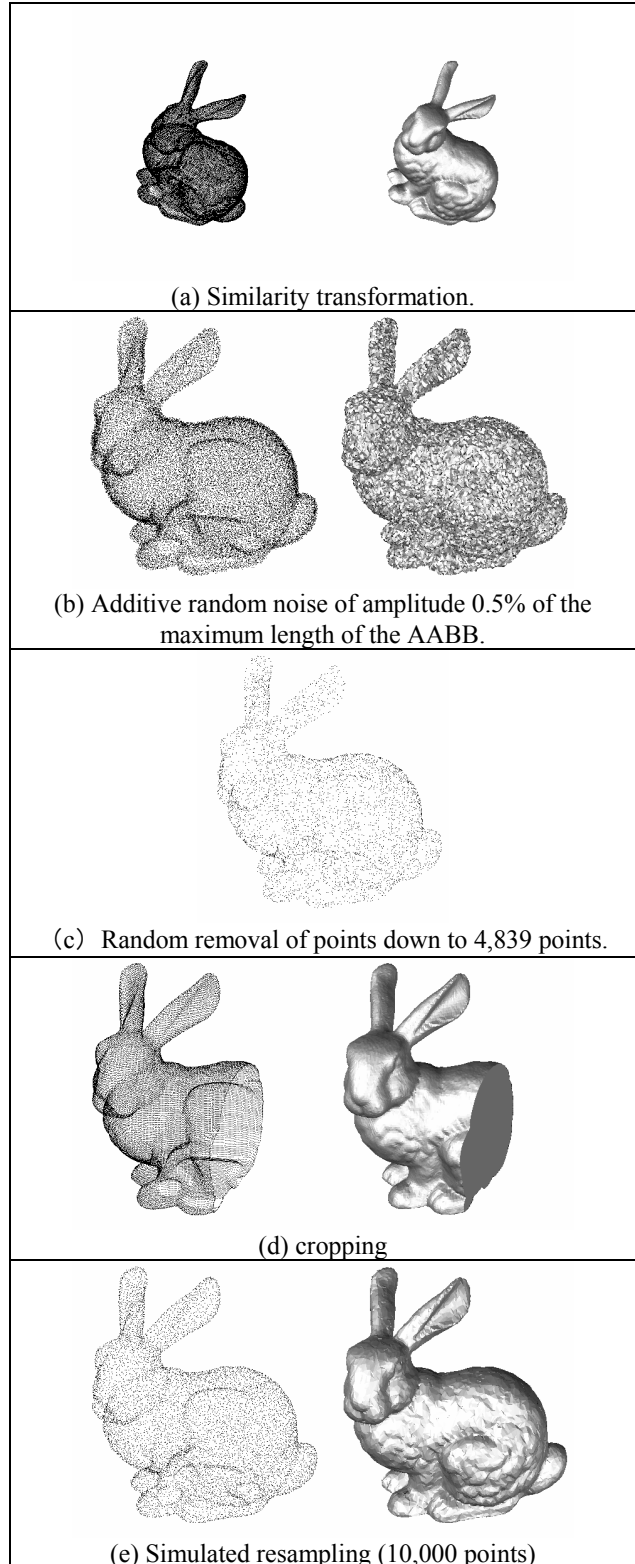 (a) Similarity transformation.
(b) Additive random noise of amplitude 0.5% of the
maximum length of the AABB.
（c） Random removal of points down to 4,839 points.
(d) cropping
(e) Simulated resampling (10,000 points)